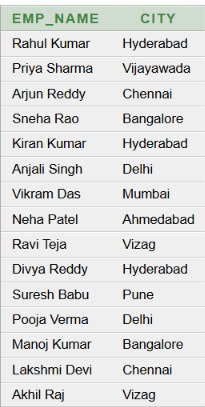 EMP_NAME CITY
Rahul Kumar Hyderabad
Priya Sharma Vijayawada
Arjun Reddy Chennai
Sneha Rao Bangalore
Kiran Kumar Hyderabad
Anjali Singh Delhi
Vikram Das Mumbai
Neha Patel Ahmedabad
Ravi Teja Vizag
Divya Reddy Hyderabad
Suresh Babu Pune
Pooja Verma Delhi
Manoj Kumar Bangalore
Lakshmi Devi Chennai
Akhil Raj Vizag